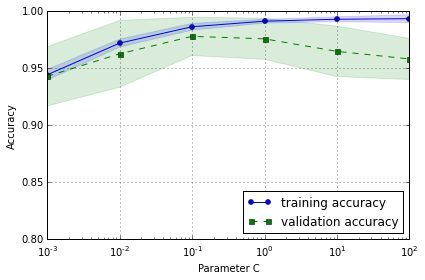 1.00
0.95
0.90
0.85
0.80
Accuracy
training accuracy
validation accuracy
10^-3 10^-2 10^-1 10^0 10^1 10^2
Parameter C